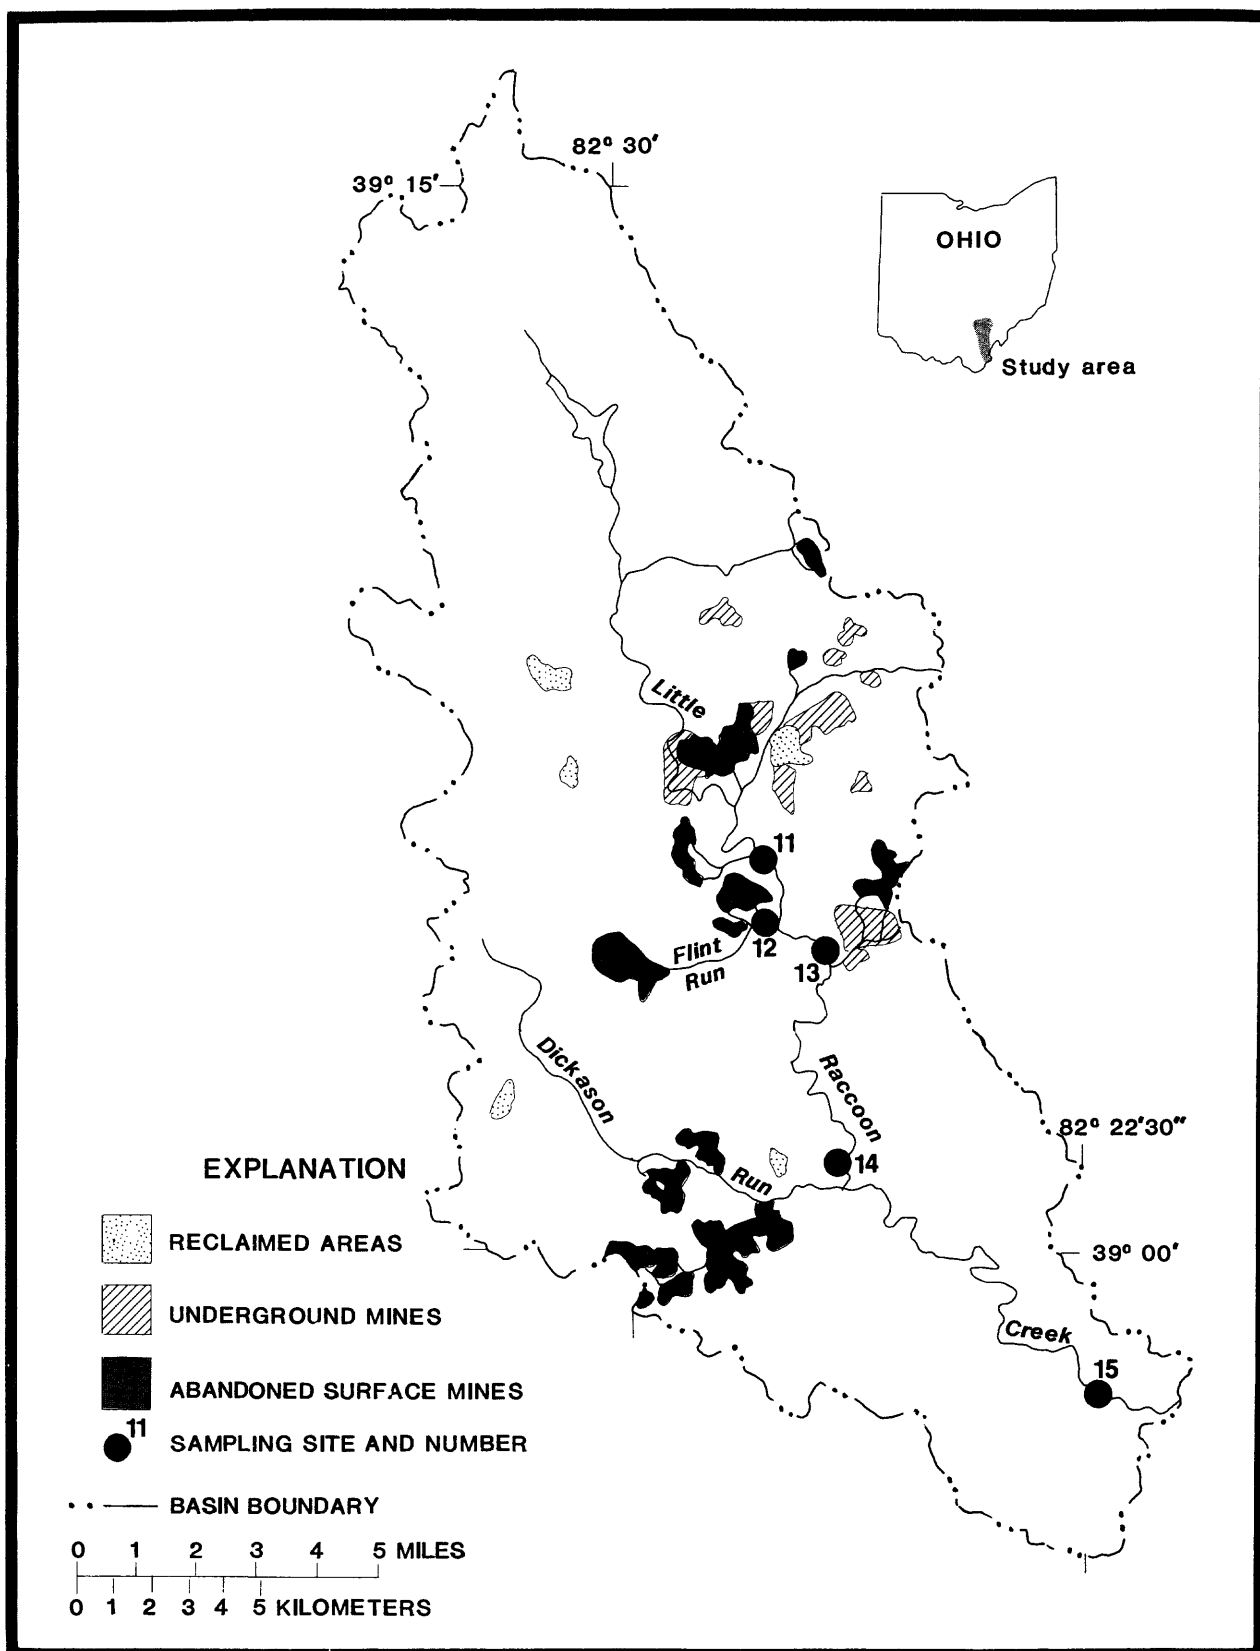 82° 30'
39° 15'
OHIO
Study area
Little
11
12
Flint
Run
13
Dickason
Raccoon
82° 22'30"
14
Run
39° 00'
Creek
15
EXPLANATION
RECLAIMED AREAS
UNDERGROUND MINES
ABANDONED SURFACE MINES
11
SAMPLING SITE AND NUMBER
BASIN BOUNDARY
0 1 2 3 4 5 MILES
0 1 2 3 4 5 KILOMETERS